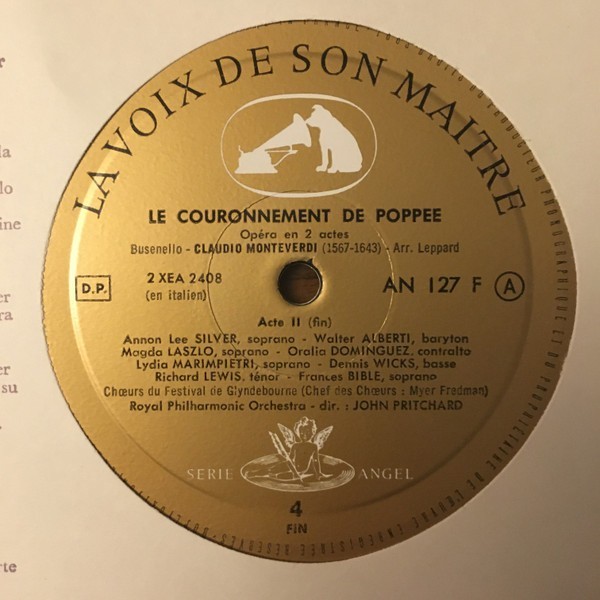 LA VOIX DE SON MAITRE
LE COURONNEMENT DE POPPEE
Opéra en 2 actes
Busenello - CLAUDIO MONTEVERDI (1567-1643) - Arr. Leppard
D.P.
2 XEA 2408
(en italien)
AN 127 F
A
Acte II (fin)
Annon Lee SILVER, soprano - Walter ALBERTI, baryton
Magda LASZLO, soprano - Oralia DOMINGUEZ, contralto
Lydia MARIMPIETRI, soprano - Dennis WICKS, basse
Richard LEWIS, ténor - Frances BIBLE, soprano
Chœurs du Festival de Glyndebourne (Chef des Chœurs : Myer Fredman)
Royal Philharmonic Orchestra - dir. : JOHN PRITCHARD
SERIE ANGEL
4
FIN